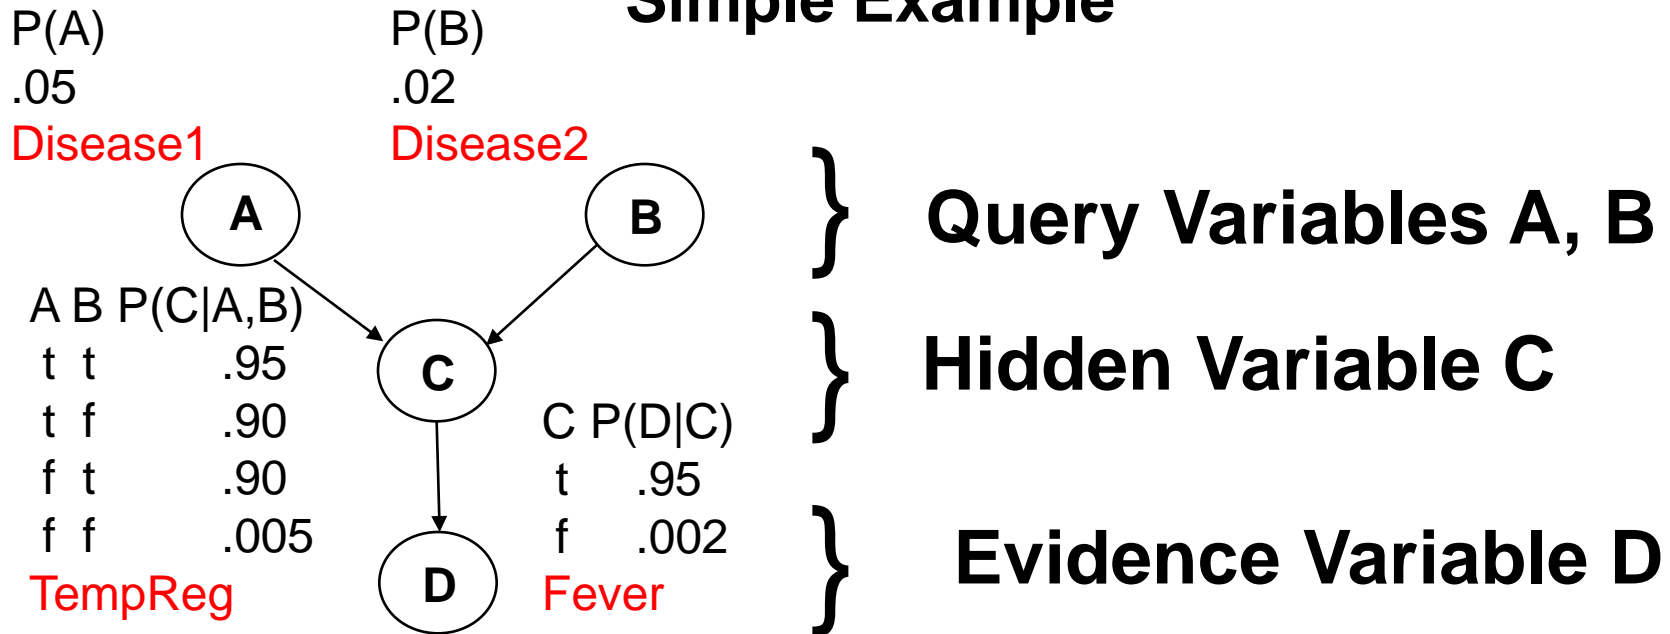 Simple Example
P(A)
.05
Disease1
P(B)
.02
Disease2
A
B
} Query Variables A, B
A B P(C|A,B)
t t .95
t f .90
f t .90
f f .005
TempReg
C
} Hidden Variable C
C P(D|C)
t .95
f .002
Fever
D
} Evidence Variable D